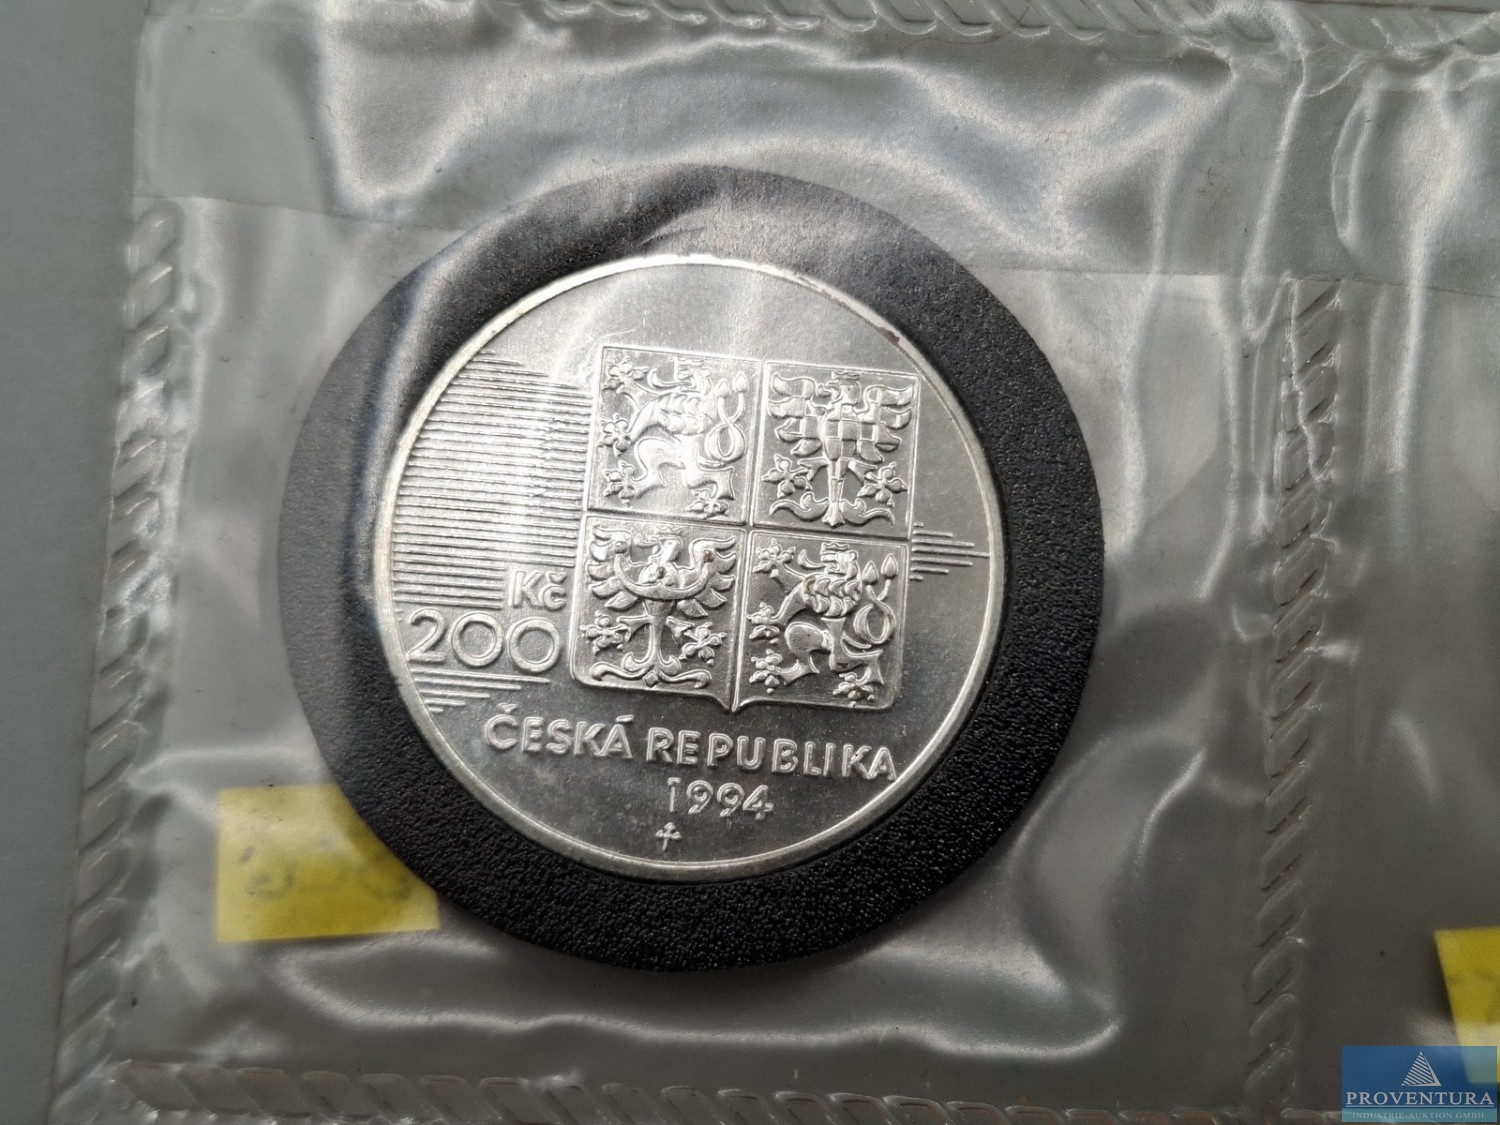 Kč
200
ČESKÁ REPUBLIKA
1994
PROVENTURA
INDUSTRIE-AUKTION GMBH